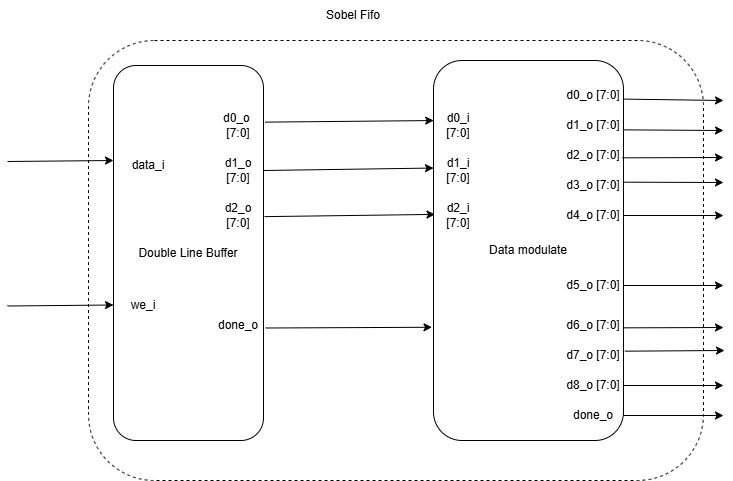 Sobel Fifo
data_i
we_i
d0_o
[7:0]
d1_o
[7:0]
d2_o
[7:0]
Double Line Buffer
done_o
d0_i
[7:0]
d1_i
[7:0]
d2_i
[7:0]
Data modulate
d0_o [7:0]
d1_o [7:0]
d2_o [7:0]
d3_o [7:0]
d4_o [7:0]
d5_o [7:0]
d6_o [7:0]
d7_o [7:0]
d8_o [7:0]
done_o